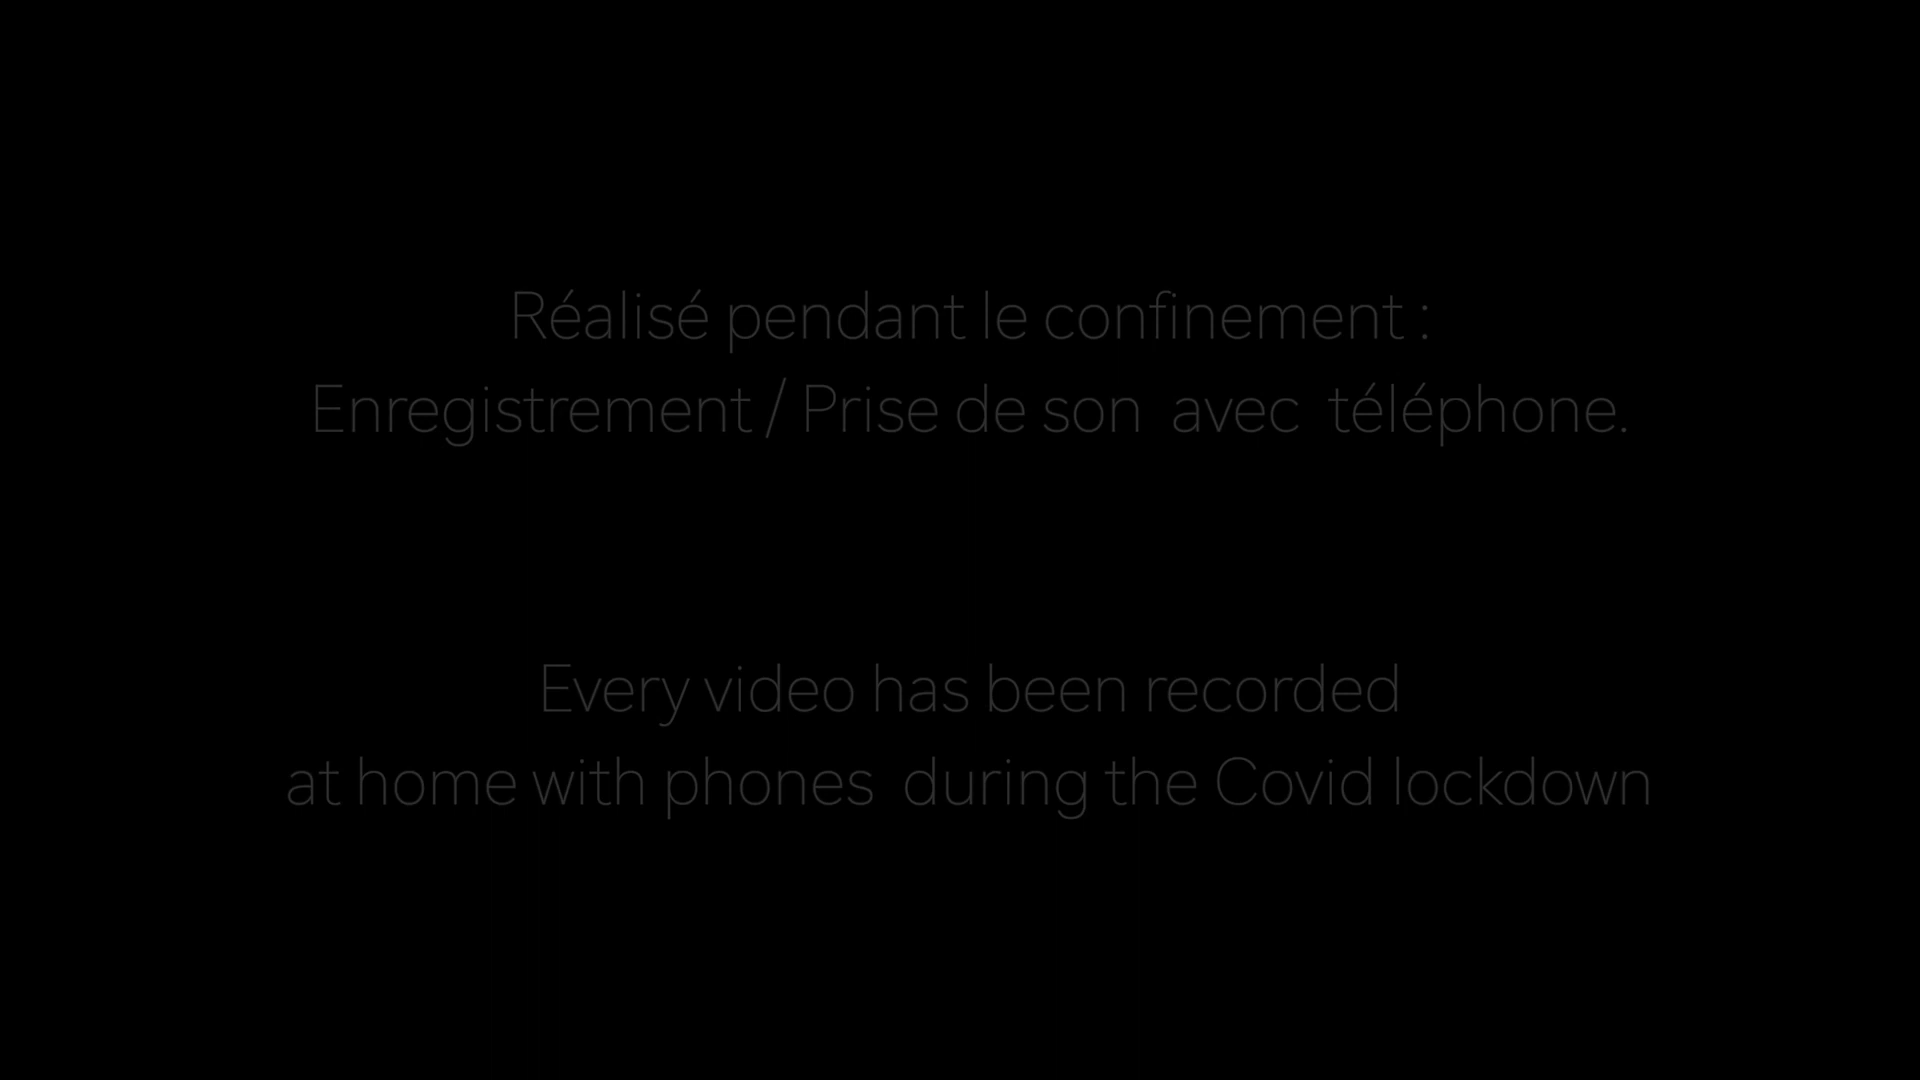 Réalisé pendant le confinement :
Enregistrement / Prise de son avec téléphone.
Every video has been recorded
at home with phones during the Covid lockdown